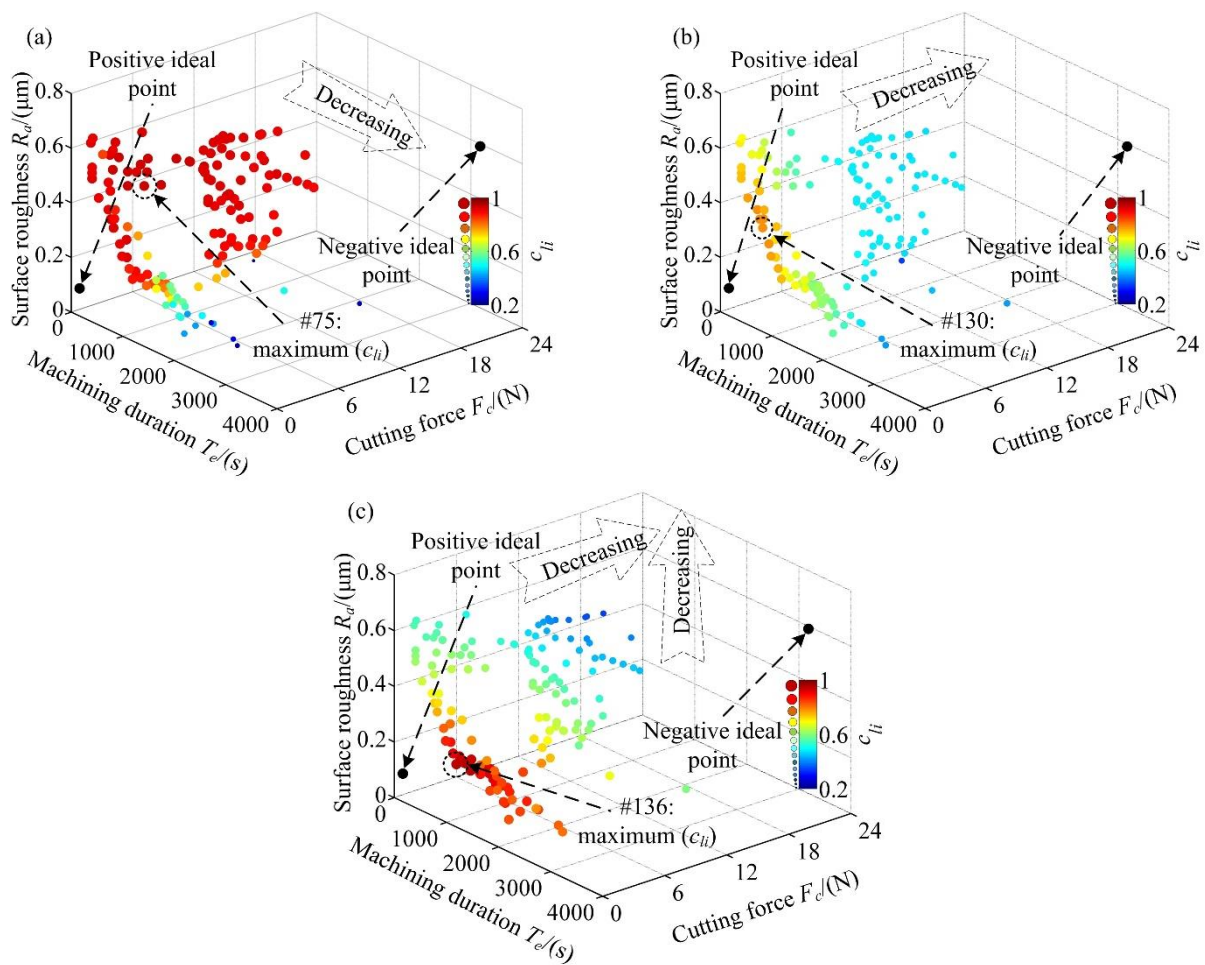 (a)
Positive ideal
point
Decreasing
Surface roughness Ra/(μm)
0.8
0.6
0.4
0.2
0
0
1000
2000
3000
4000
Machining duration Te/(s)
0
6
12
18
24
Cutting force Fc/(N)
Negative ideal
point
#75:
maximum (cli)
1
0.6
0.2
cli
(b)
Positive ideal
point
Decreasing
Surface roughness Ra/(μm)
0.8
0.6
0.4
0.2
0
0
1000
2000
3000
4000
Machining duration Te/(s)
0
6
12
18
24
Cutting force Fc/(N)
Negative ideal
point
#130:
maximum (cli)
1
0.6
0.2
cli
(c)
Positive ideal
point
Decreasing
Decreasing
Surface roughness Ra/(μm)
0.8
0.6
0.4
0.2
0
0
1000
2000
3000
4000
Machining duration Te/(s)
0
6
12
18
24
Cutting force Fc/(N)
Negative ideal
point
#136:
maximum (cli)
1
0.6
0.2
cli